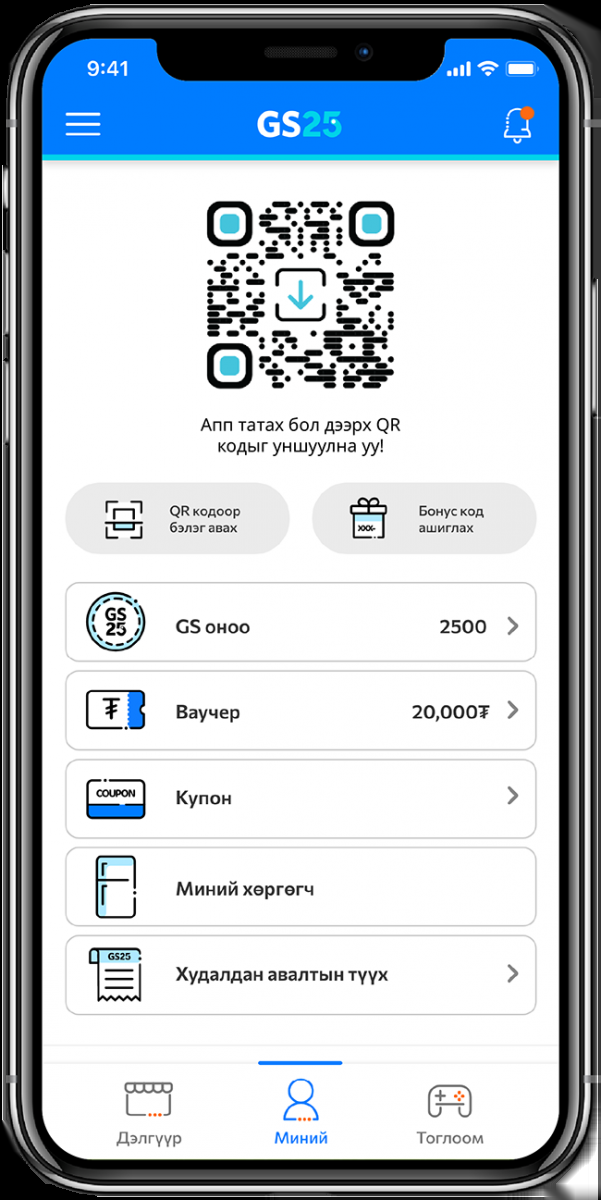 9:41
GS25
Апп татах бол дээрх QR
кодыг уншуулна уу!
QR кодоор
бэлэг авах
XXX-
Бонус код
ашиглах
GS
25
GS оноо
2500
₮
Ваучер
20,000₮
COUPON
Купон
Миний хөргөгч
GS25
Худалдан авалтын түүх
Дэлгүүр
Миний
Тоглоом